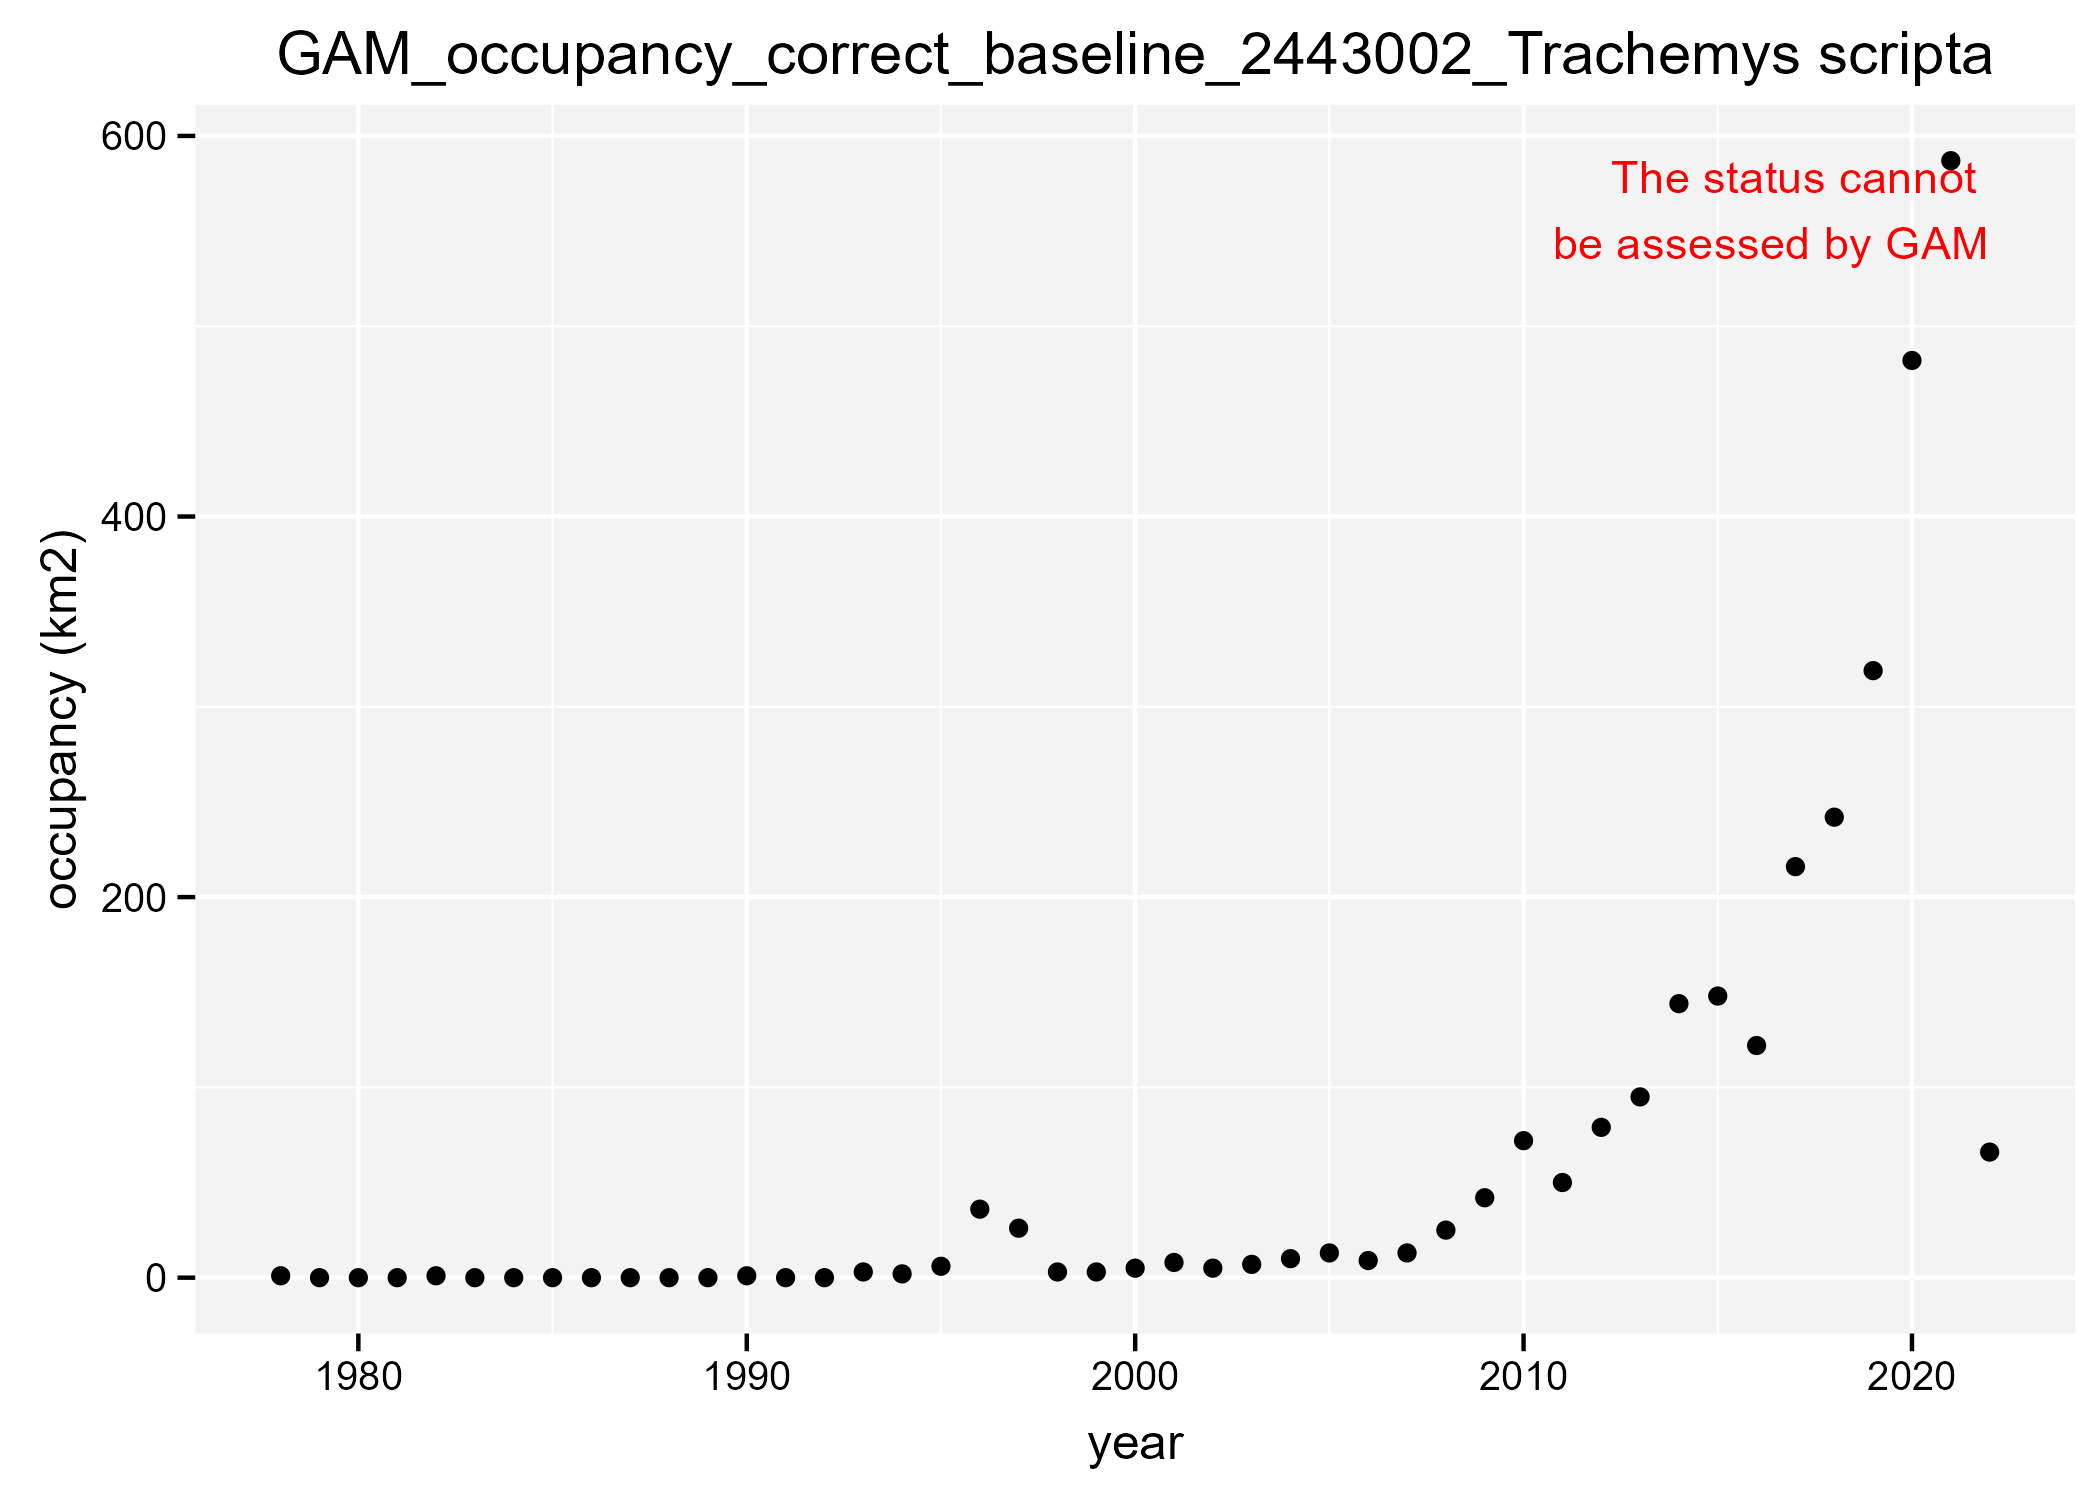 GAM_occupancy_correct_baseline_2443002_Trachemys scripta
600
The status cannot
be assessed by GAM
400
occupancy (km2)
200
0
1980 1990 2000 2010 2020
year